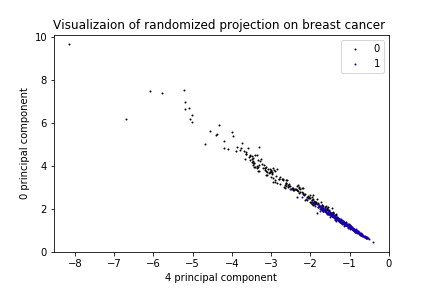 Visualizaion of randomized projection on breast cancer
10
8
6
4
2
0
0 principal component
0
1
−8 −7 −6 −5 −4 −3 −2 −1 0
4 principal component